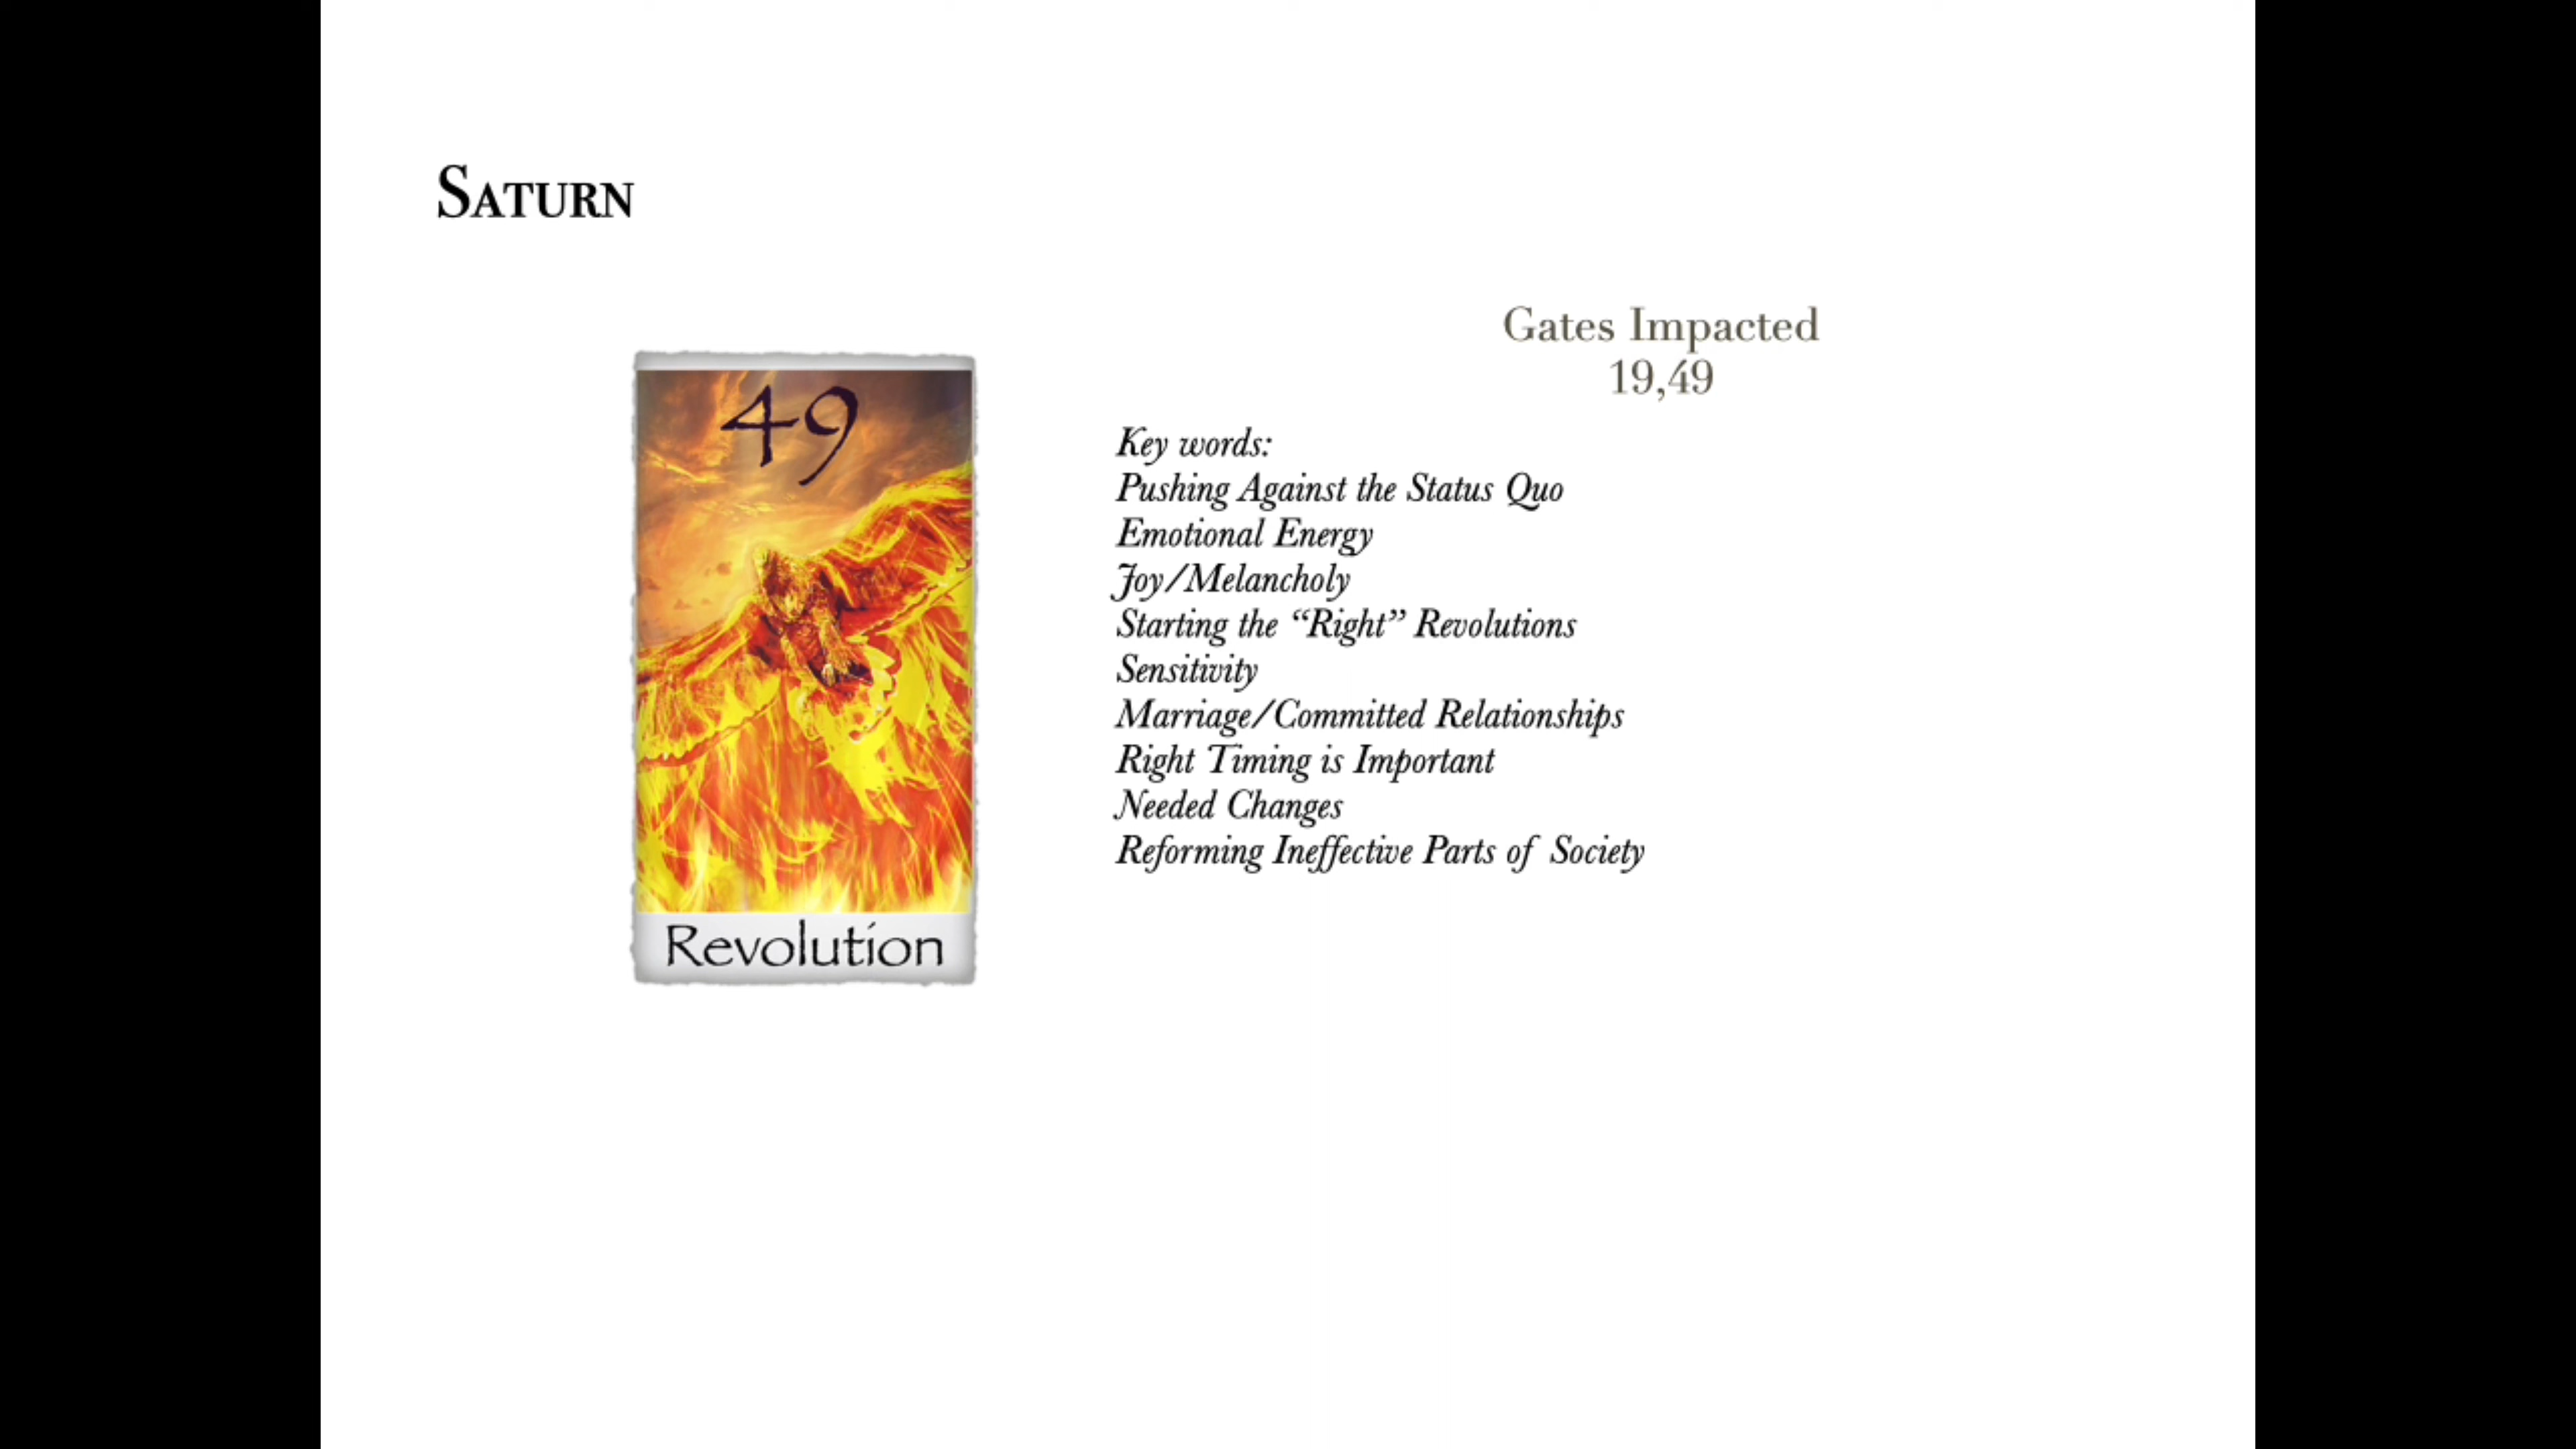 SATURN
49
Revolution
Gates Impacted
19,49
Key words:
Pushing Against the Status Quo
Emotional Energy
Joy/Melancholy
Starting the “Right” Revolutions
Sensitivity
Marriage/Committed Relationships
Right Timing is Important
Needed Changes
Reforming Ineffective Parts of Society